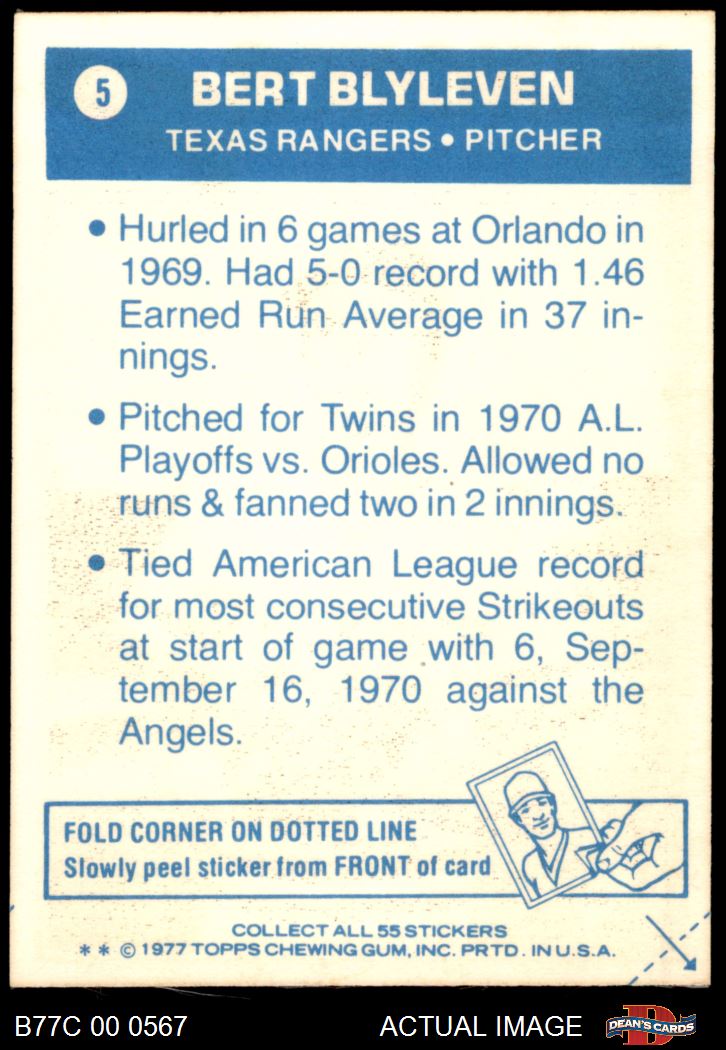 5
BERT BLYLEVEN
TEXAS RANGERS • PITCHER
• Hurled in 6 games at Orlando in
1969. Had 5-0 record with 1.46
Earned Run Average in 37 in-
nings.
• Pitched for Twins in 1970 A.L.
Playoffs vs. Orioles. Allowed no
runs & fanned two in 2 innings.
• Tied American League record
for most consecutive Strikeouts
at start of game with 6, Sep-
tember 16, 1970 against the
Angels.
FOLD CORNER ON DOTTED LINE
Slowly peel sticker from FRONT of card
COLLECT ALL 55 STICKERS
* * © 1977 TOPPS CHEWING GUM, INC. PRTD. IN U.S.A.
B77C 00 0567
ACTUAL IMAGE
D
DEAN'S CARDS